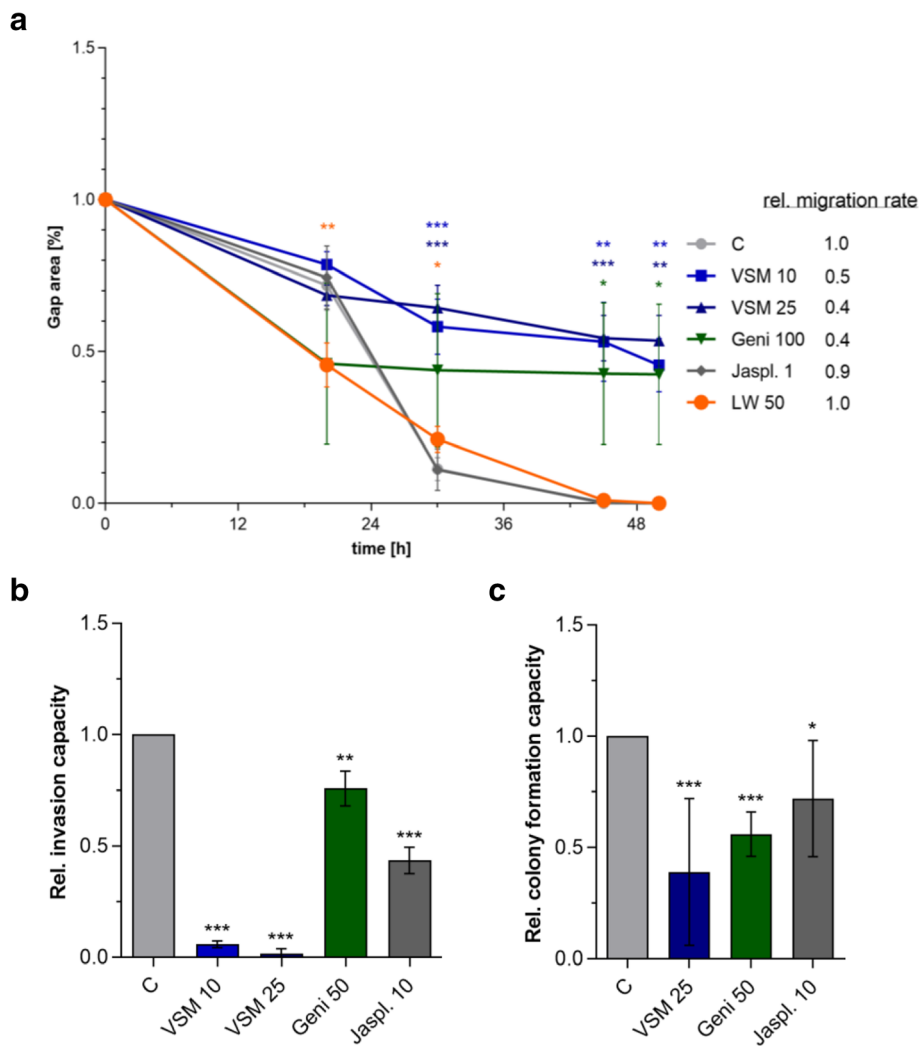 a
1.5
1.0
0.5
0.0
Gap area [%]
0 12 24 36 48
time [h]
** *** *** * ** *** * ** ** *
rel. migration rate
C 1.0
VSM 10 0.5
VSM 25 0.4
Geni 100 0.4
Jaspl. 1 0.9
LW 50 1.0
b
1.5
1.0
0.5
0.0
Rel. invasion capacity
*** *** ** ***
C VSM 10 VSM 25 Geni 50 Jaspl. 10
c
1.5
1.0
0.5
0.0
Rel. colony formation capacity
*** *** *
C VSM 25 Geni 50 Jaspl. 10